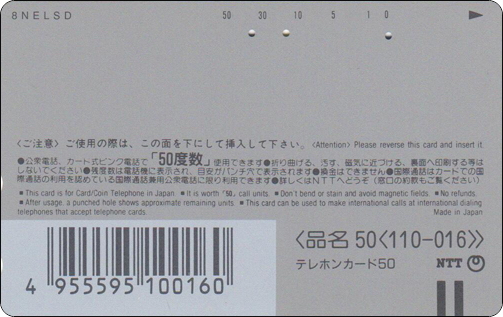 8NELSD 50 30 10 5 1 0
〈ご注意〉ご使用の際は、この面を下にして挿入して下さい。〈Attention〉Please reverse this card and insert it.
●公衆電話、カード式ピンク電話で「50度数」使用できます●折り曲げる、汚す、磁気に近づける、裏面へ印刷する等は
しないでください●残度数は電話機に表示され、目安がパンチ穴で表示されます●換金はできません●国際通話はカードでの国
際通話の利用を認めている国際通話兼用公衆電話に限り利用できます●詳しくはNTTへどうぞ（窓口の約款もご覧ください）
■This card is for Card/Coin Telephone in Japan ■It is worth "50" call units. ■Don't bend or stain and avoid magnetic fields. ■No refunds.
■After usage, a punched hole shows approximate remaining units ■This card can be used to make international calls at international dialing
telephones that accept telephone cards. Made in Japan
〈品名 50〈110-016〉
テレホンカード50 NTT
4 955595 100160